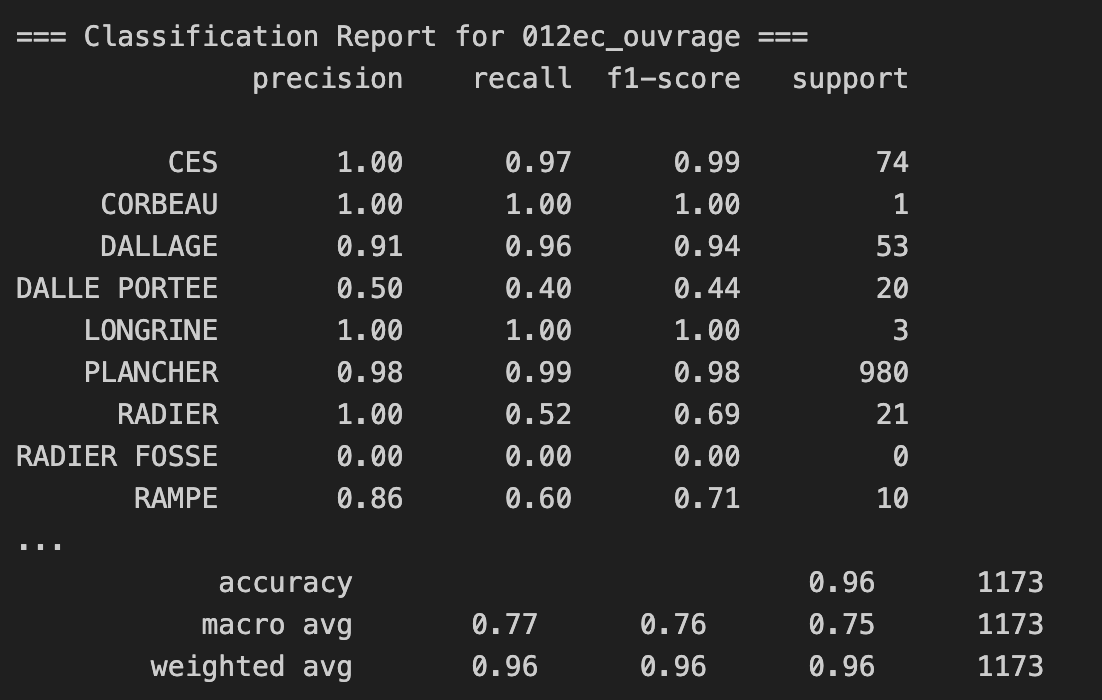 === Classification Report for 012ec_ouvrage ===
precision recall f1-score support
CES 1.00 0.97 0.99 74
CORBEAU 1.00 1.00 1.00 1
DALLAGE 0.91 0.96 0.94 53
DALLE PORTEE 0.50 0.40 0.44 20
LONGRINE 1.00 1.00 1.00 3
PLANCHER 0.98 0.99 0.98 980
RADIER 1.00 0.52 0.69 21
RADIER FOSSE 0.00 0.00 0.00 0
RAMPE 0.86 0.60 0.71 10
...
accuracy 0.96 1173
macro avg 0.77 0.76 0.75 1173
weighted avg 0.96 0.96 0.96 1173